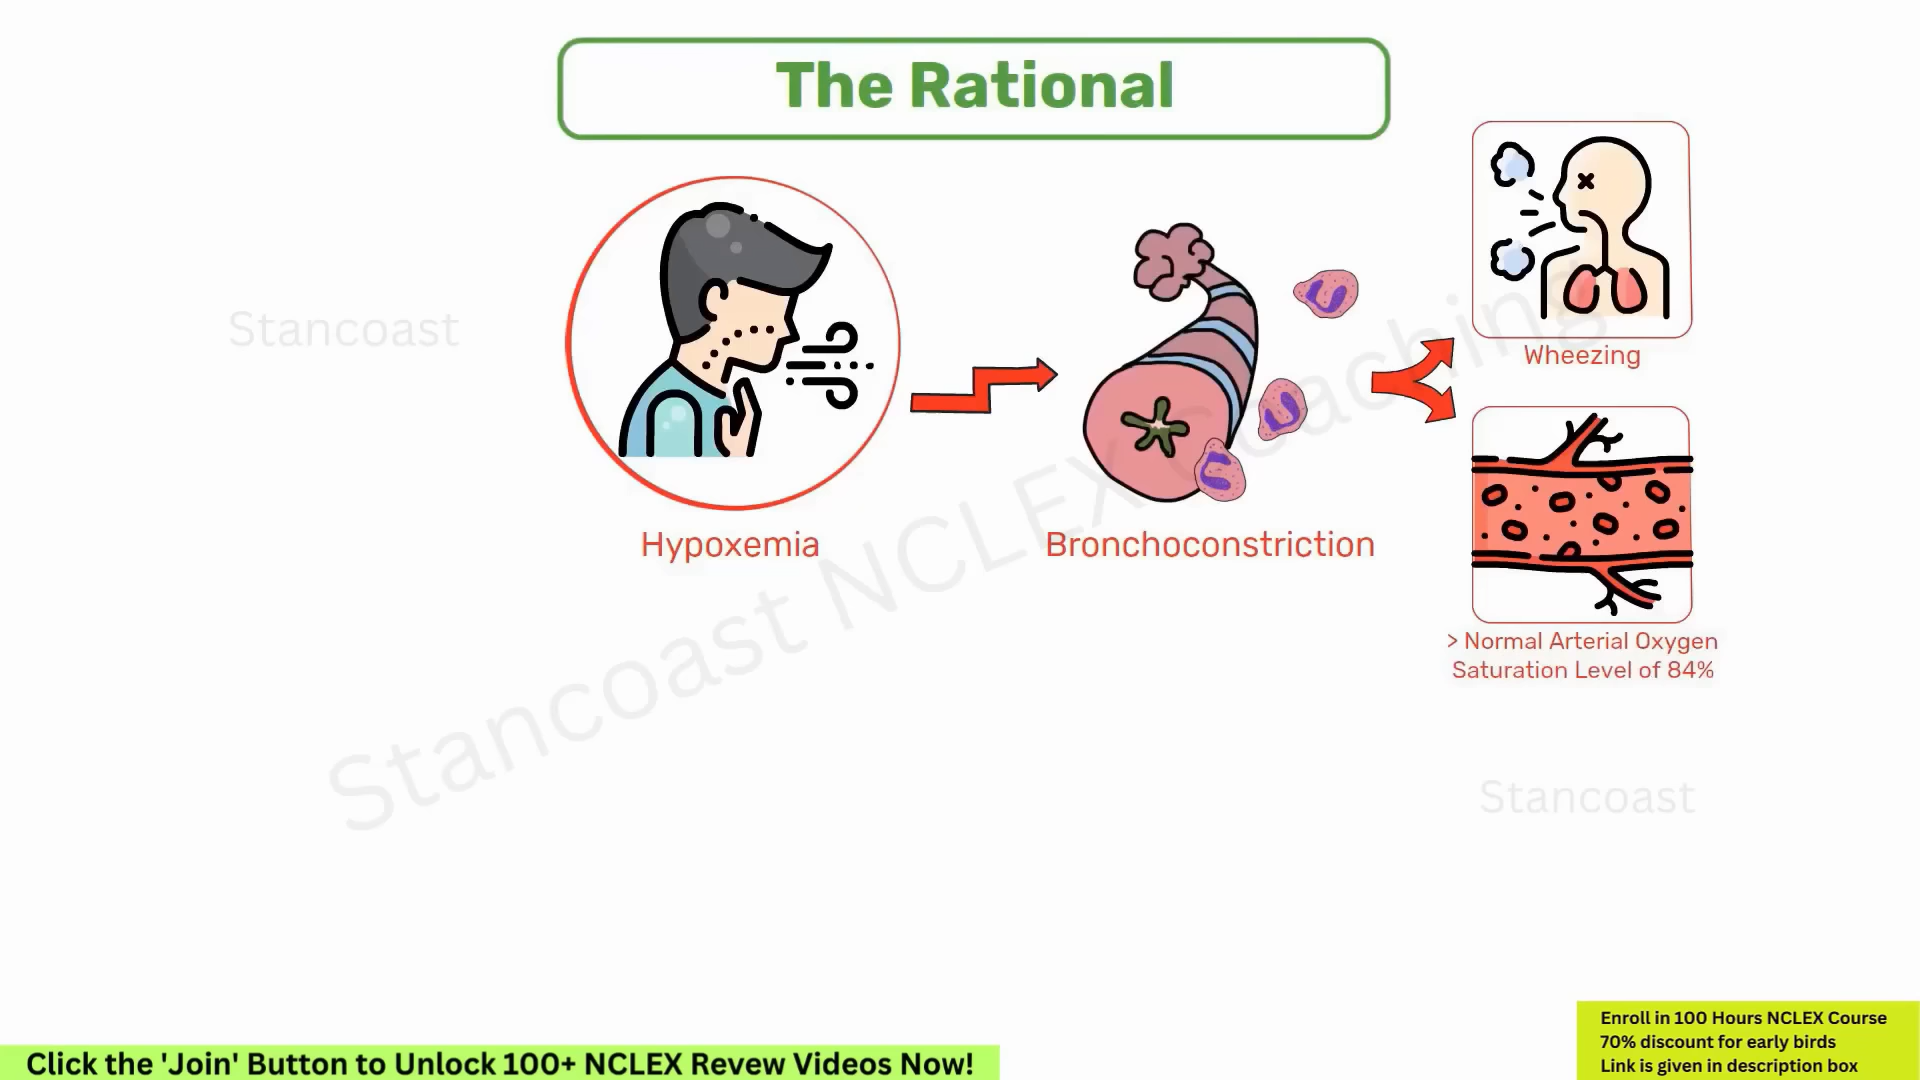 The Rational
Stancoast
Wheezing
Hypoxemia
Bronchoconstriction
Stancoast NCLEX Coaching
> Normal Arterial Oxygen
Saturation Level of 84%
Stancoast
Enroll in 100 Hours NCLEX Course
70% discount for early birds
Link is given in description box
Click the 'Join' Button to Unlock 100+ NCLEX Revew Videos Now!